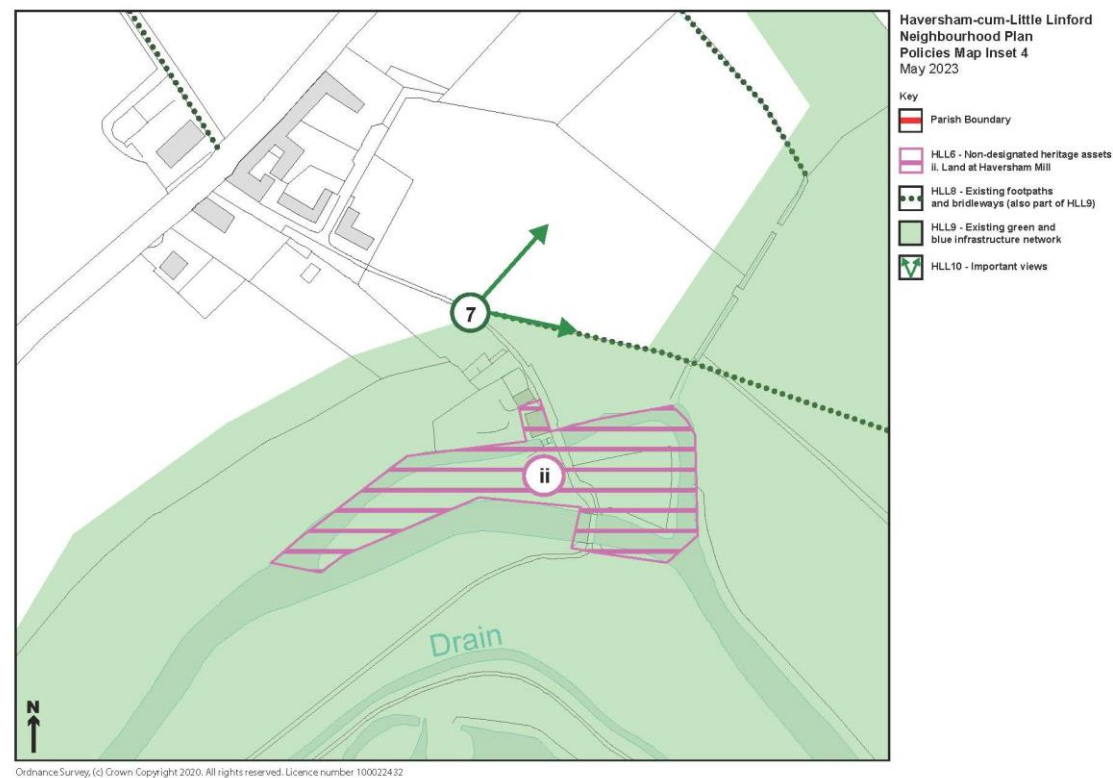 Haversham-cum-Little Linford
Neighbourhood Plan
Policies Map Inset 4
May 2023
Key
Parish Boundary
HLL6 - Non-designated heritage assets
ii. Land at Haversham Mill
HLL8 - Existing footpaths
and bridleways (also part of HLL9)
HLL9 - Existing green and
blue infrastructure network
HLL10 - Important views
7
ii
Drain
N
Ordnance Survey, (c) Crown Copyright 2020. All rights reserved. Licence number 100022432